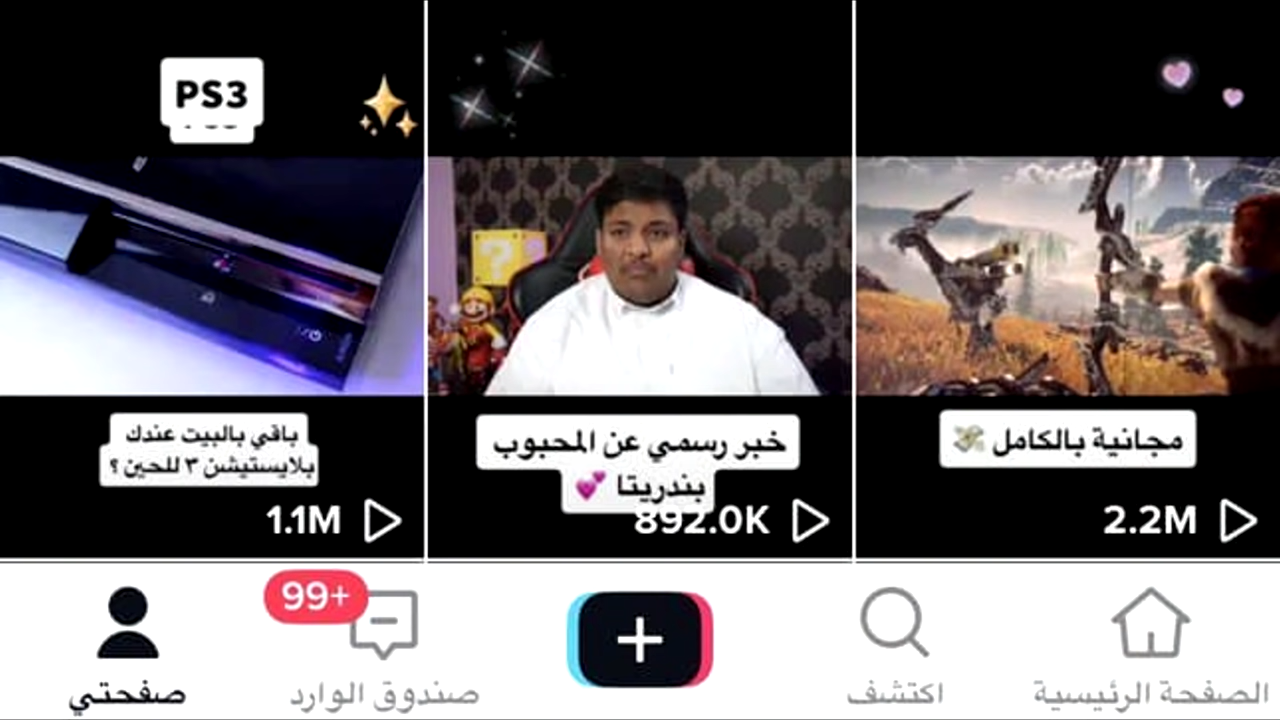 PS3
باقي بالبيت عندك
بلايستيشن ٣ للحين ؟
1.1M
خبر رسمي عن المحبوب
بندريتا 💕
892.0K
مجانية بالكامل 💸
2.2M
الصفحة الرئيسية
اكتشف
صندوق الوارد
99+
صفحتي